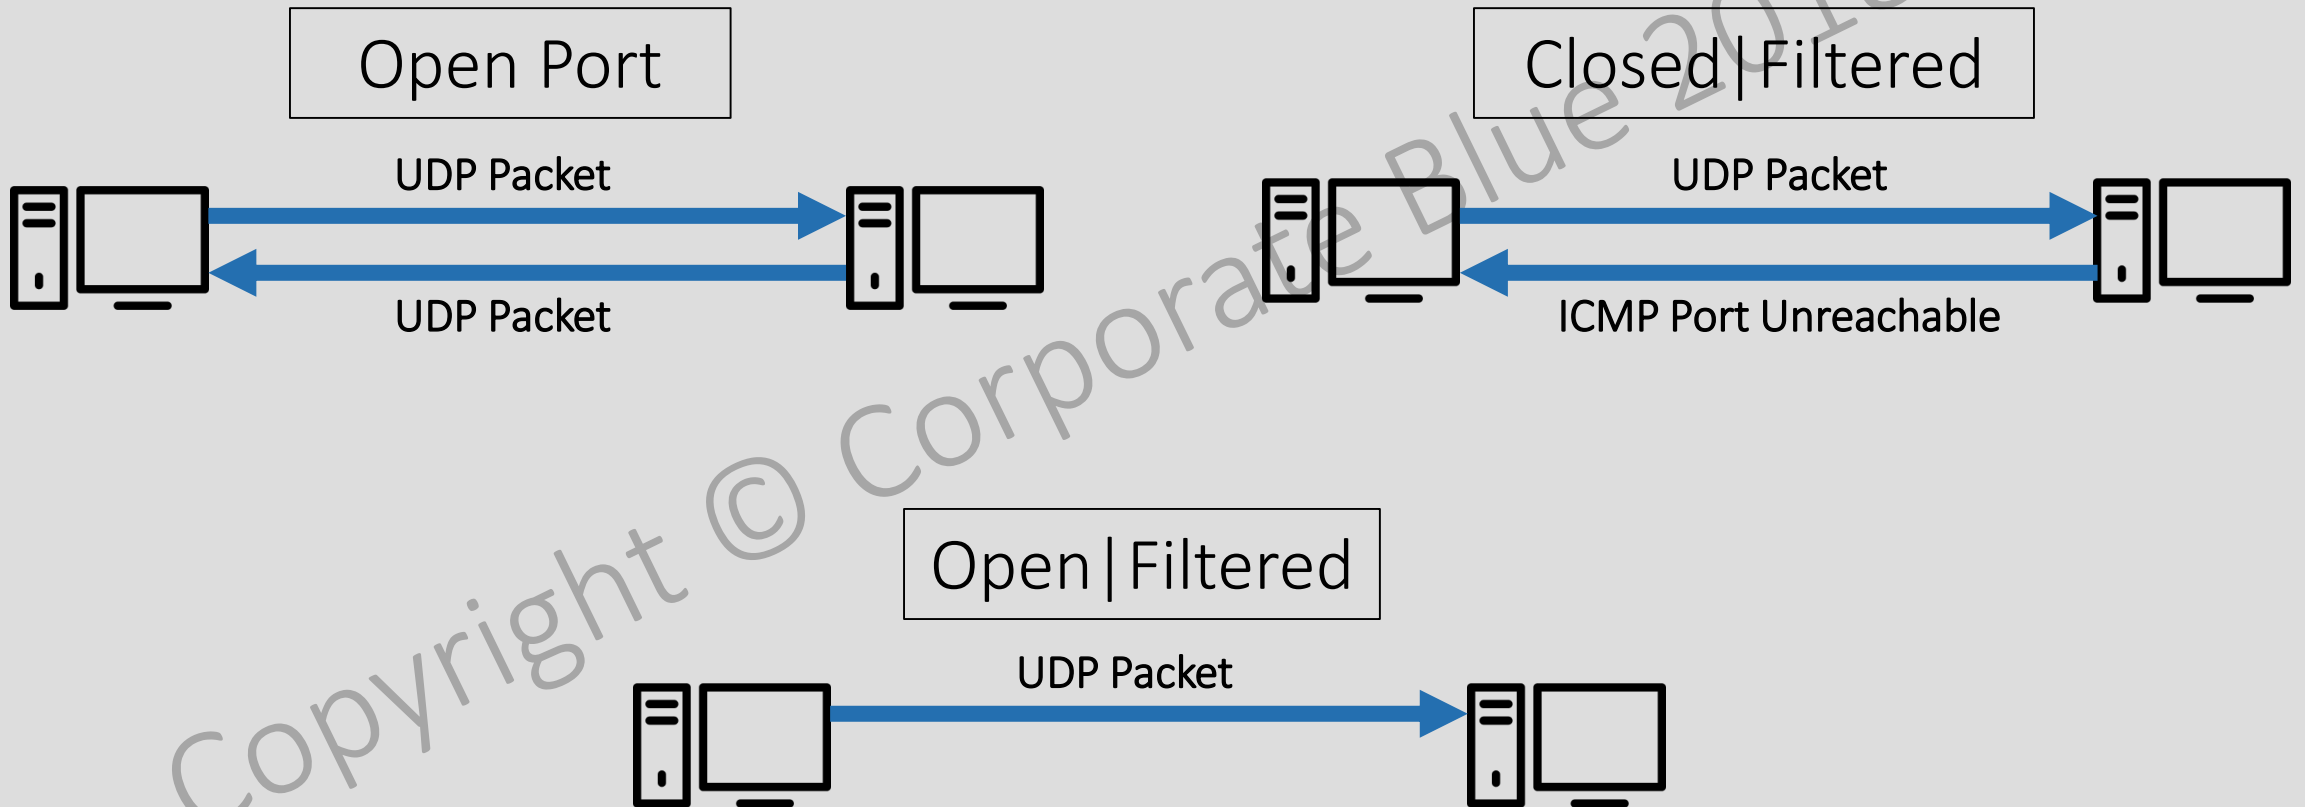 Open Port
UDP Packet
UDP Packet
Closed|Filtered
UDP Packet
ICMP Port Unreachable
Open|Filtered
UDP Packet
Copyright © Corporate Blue